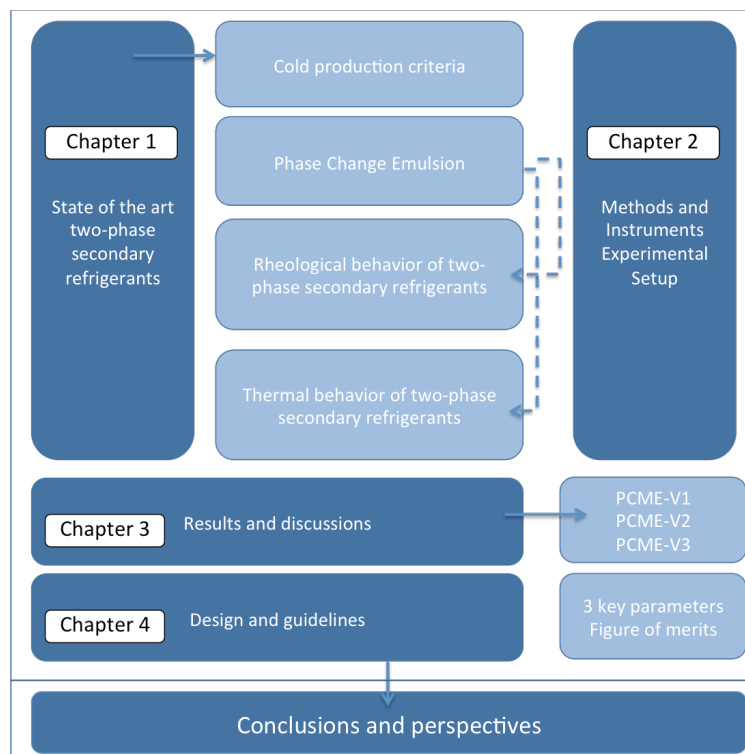 Cold production criteria
Chapter 1
State of the art
two-phase
secondary
refrigerants
Phase Change Emulsion
Rheological behavior of two-
phase secondary refrigerants
Thermal behavior of two-phase
secondary refrigerants
Chapter 2
Methods and
Instruments
Experimental
Setup
Chapter 3
Results and discussions
PCME-V1
PCME-V2
PCME-V3
Chapter 4
Design and guidelines
3 key parameters
Figure of merits
Conclusions and perspectives